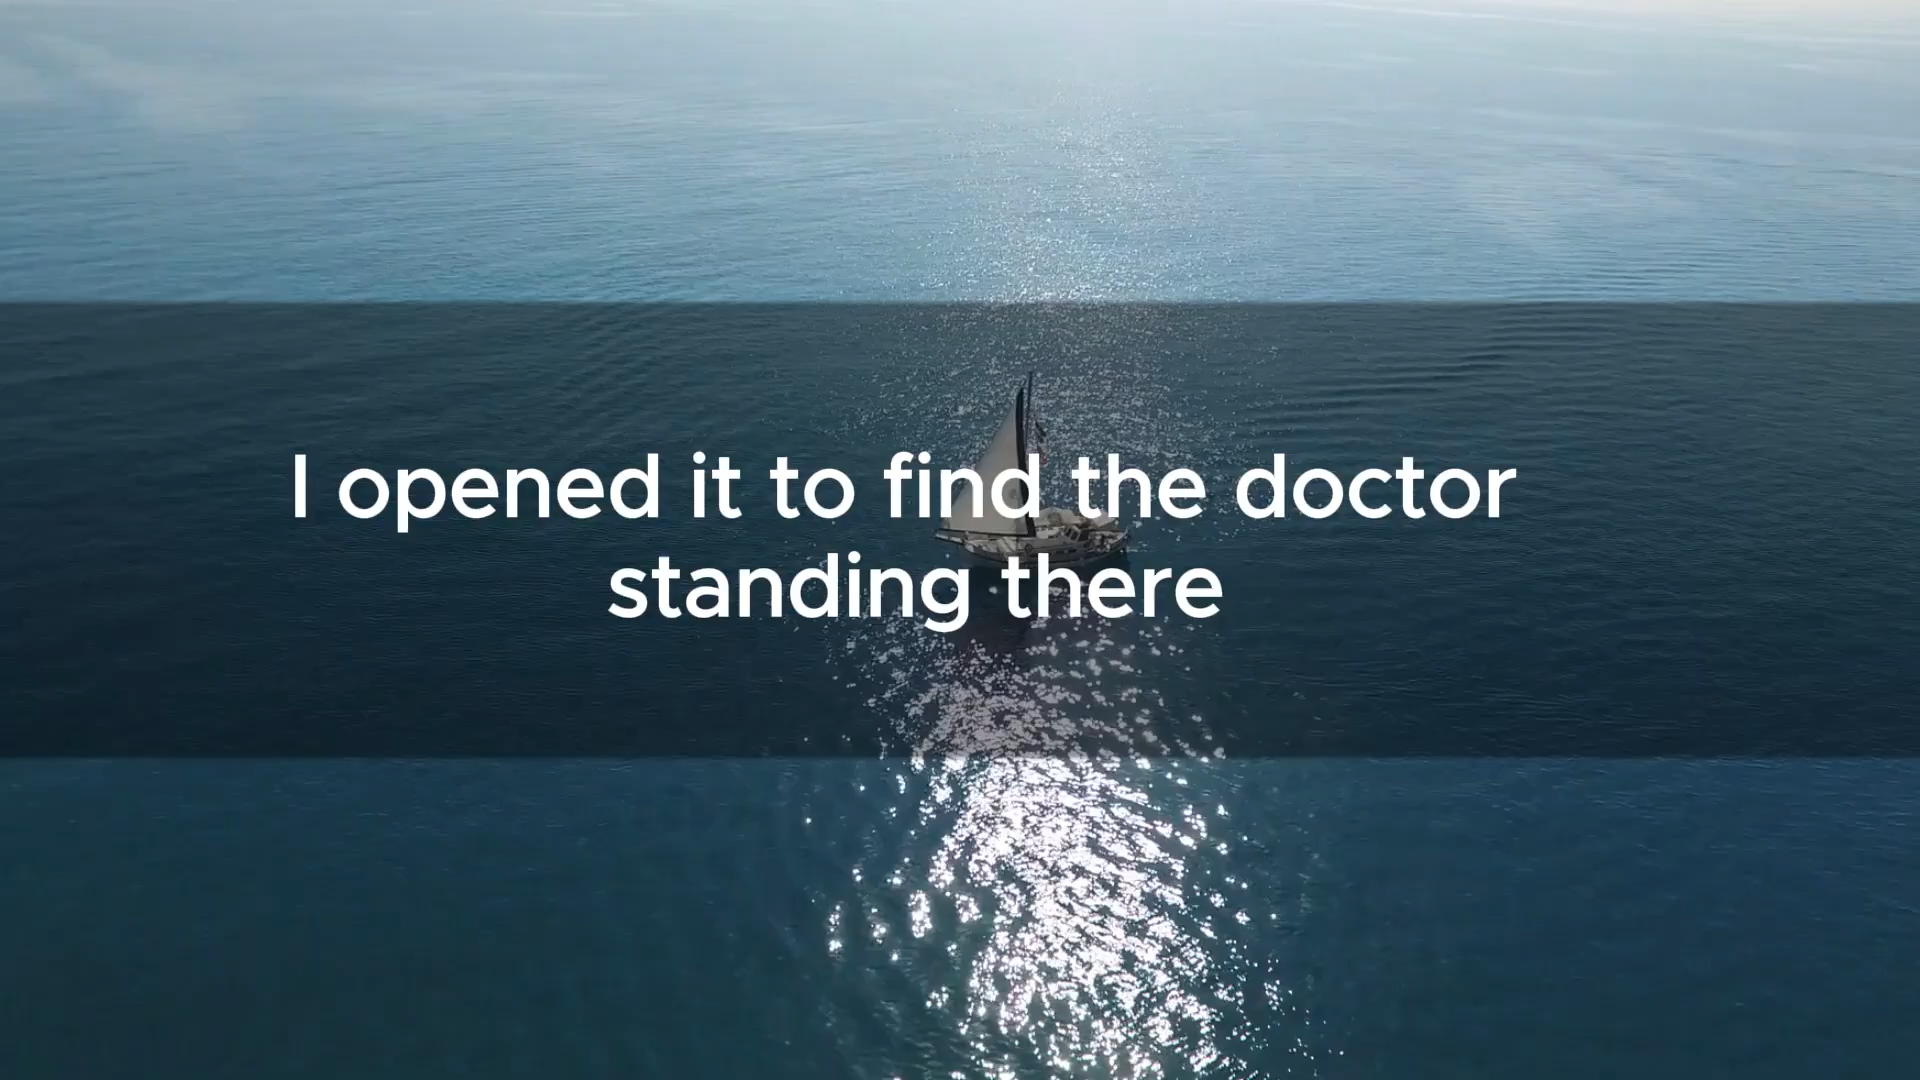 I opened it to find the doctor
standing there